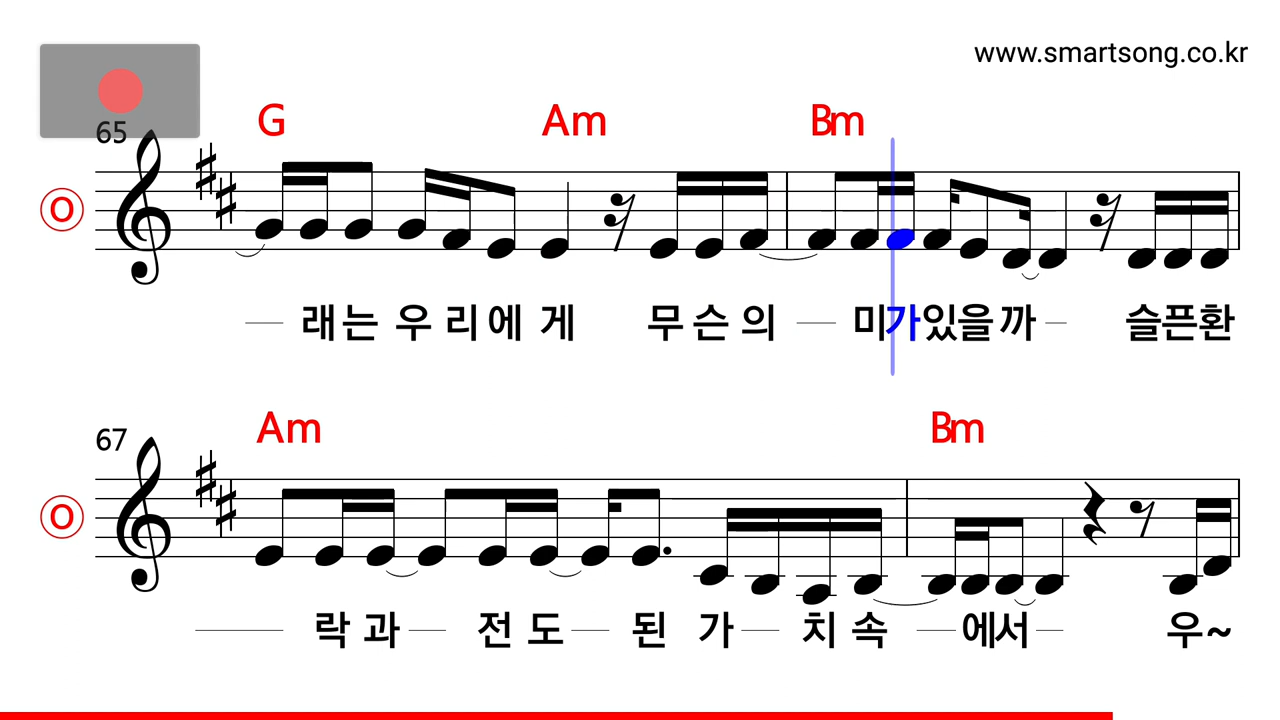 www.smartsong.co.kr
G Am Bm
65
O
래는 우리에게 무슨의 미가있을까 슬픈환
Am Bm
67
O
락과 전도 된 가 치속 에서 우~